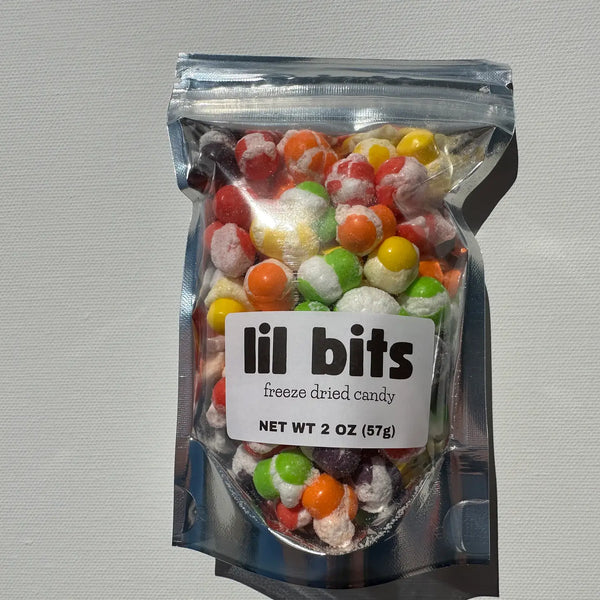 lil bits
freeze dried candy
NET WT 2 OZ (57g)